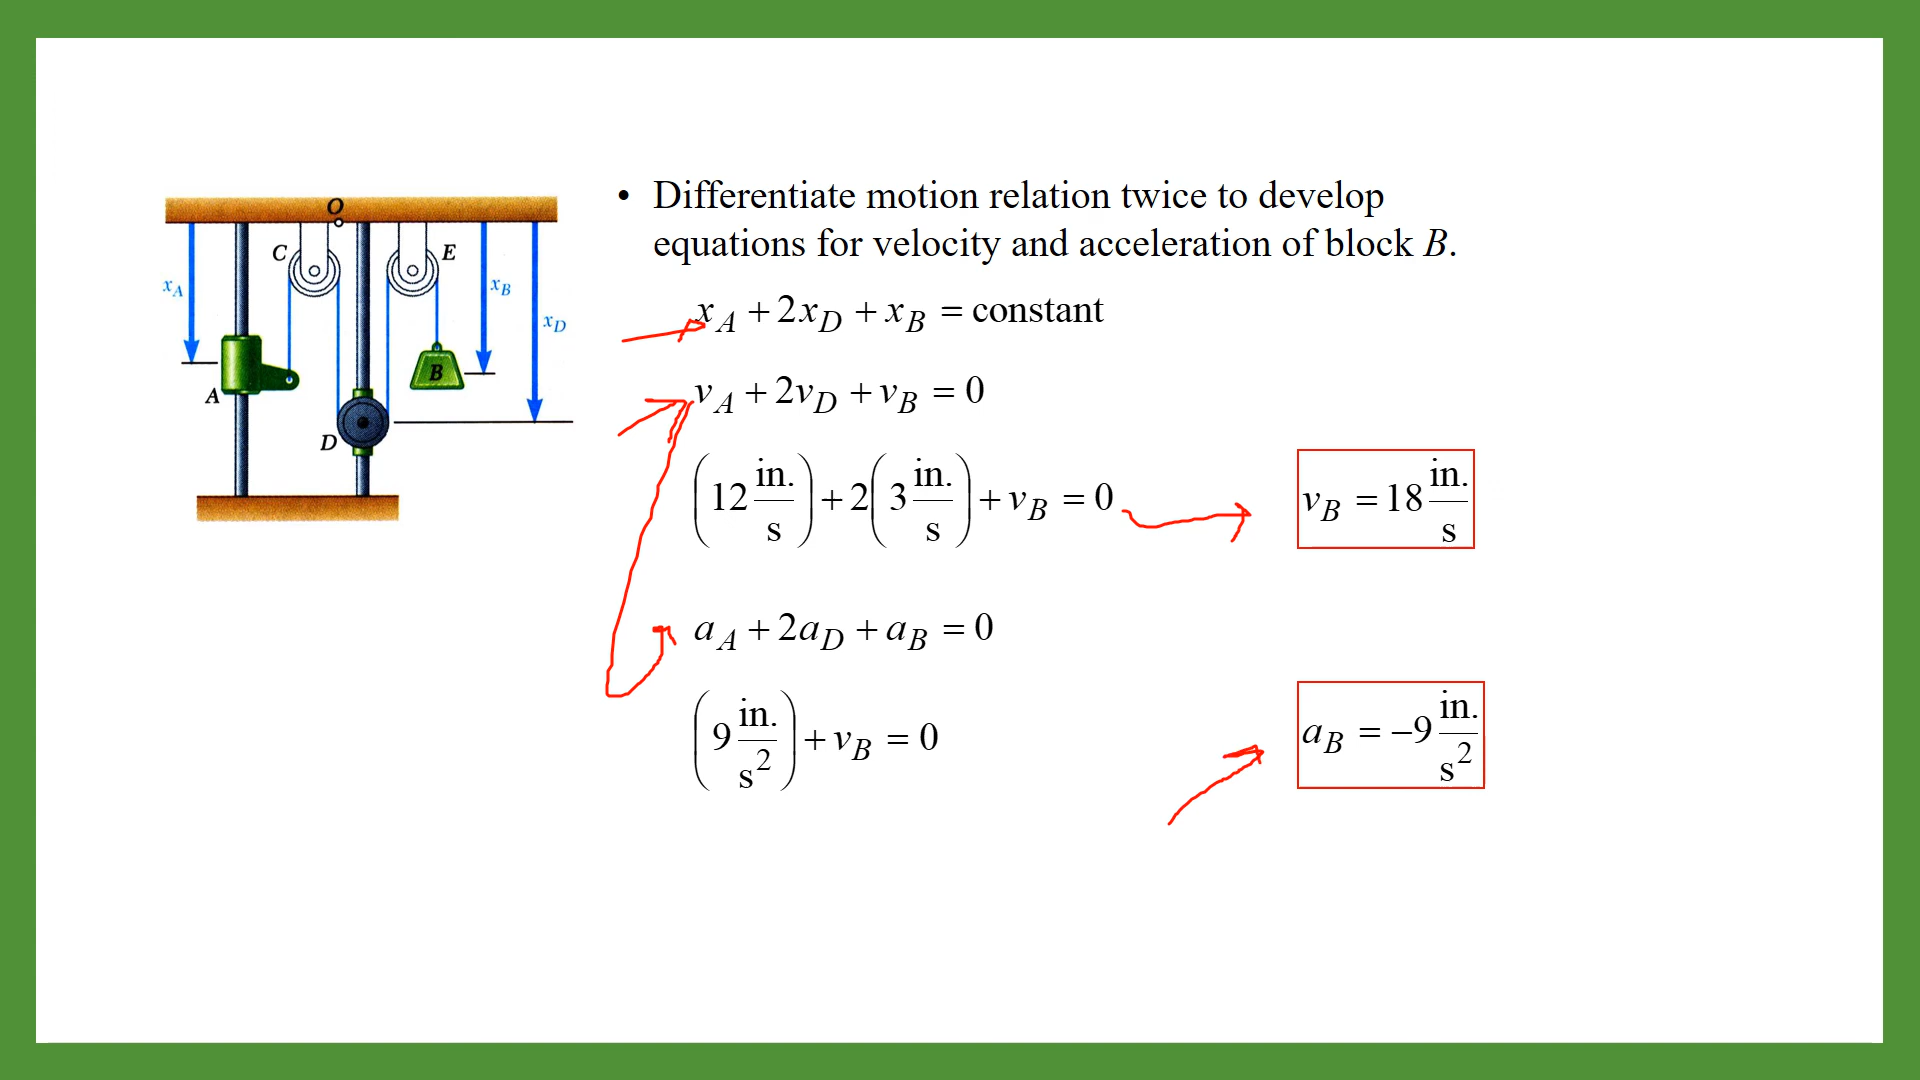 O
C
E
x_A
x_B
x_D
B
A
D
• Differentiate motion relation twice to develop
equations for velocity and acceleration of block B.
x_A + 2x_D + x_B = constant
v_A + 2v_D + v_B = 0
(12 in./s) + 2(3 in./s) + v_B = 0
v_B = 18 in./s
a_A + 2a_D + a_B = 0
(9 in./s²) + v_B = 0
a_B = −9 in./s²